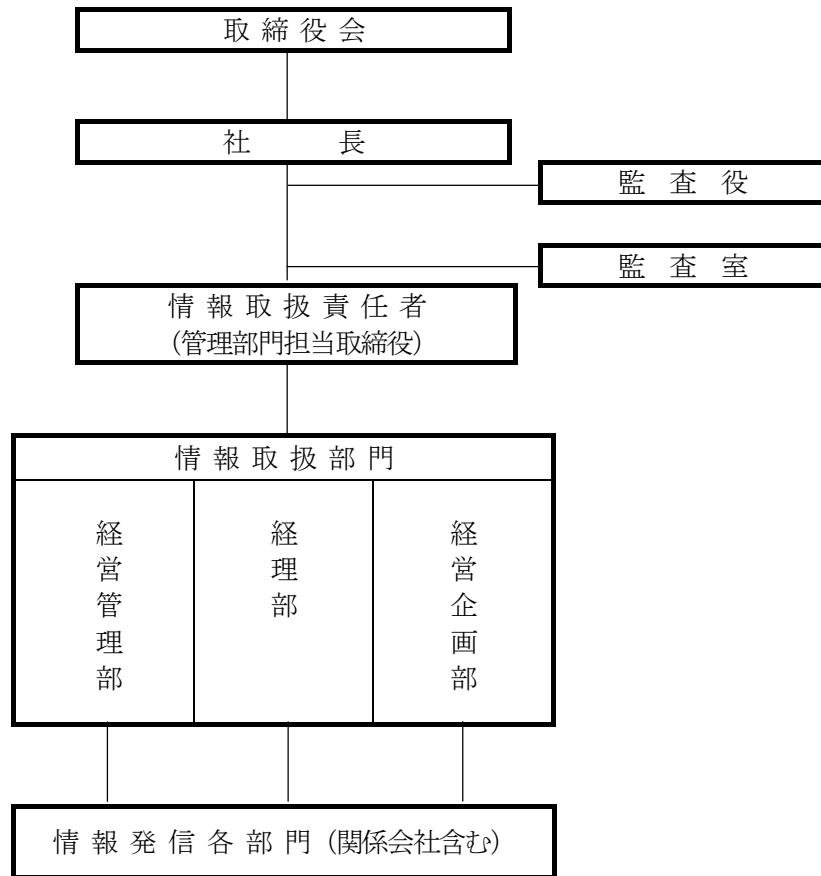 取締役会
社長
監査役
監査室
情報取扱責任者
(管理部門担当取締役)
情報取扱部門
経営管理部
経理部
経営企画部
情報発信各部門(関係会社含む)